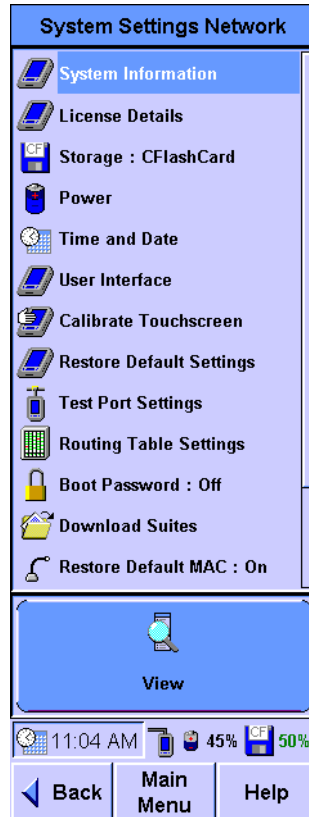 System Settings Network
System Information
License Details
CF
Storage : CFlashCard
Power
Time and Date
User Interface
Calibrate Touchscreen
Restore Default Settings
Test Port Settings
Routing Table Settings
Boot Password : Off
Download Suites
Restore Default MAC : On
View
11:04 AM 45% CF 50%
Back Main Menu Help